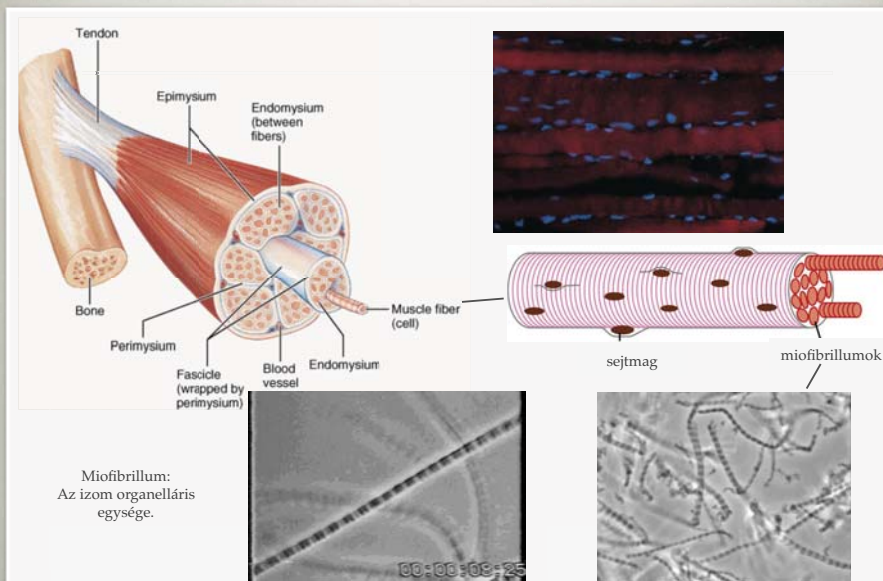 Tendon
Epimysium
Endomysium
(between
fibers)
Bone
Muscle fiber
(cell)
Perimysium
Fascicle
(wrapped by
perimysium)
Blood
vessel
Endomysium
sejtmag
miofibrillumok
Miofibrillum:
Az izom organelláris
egysége.
00:00:08:25